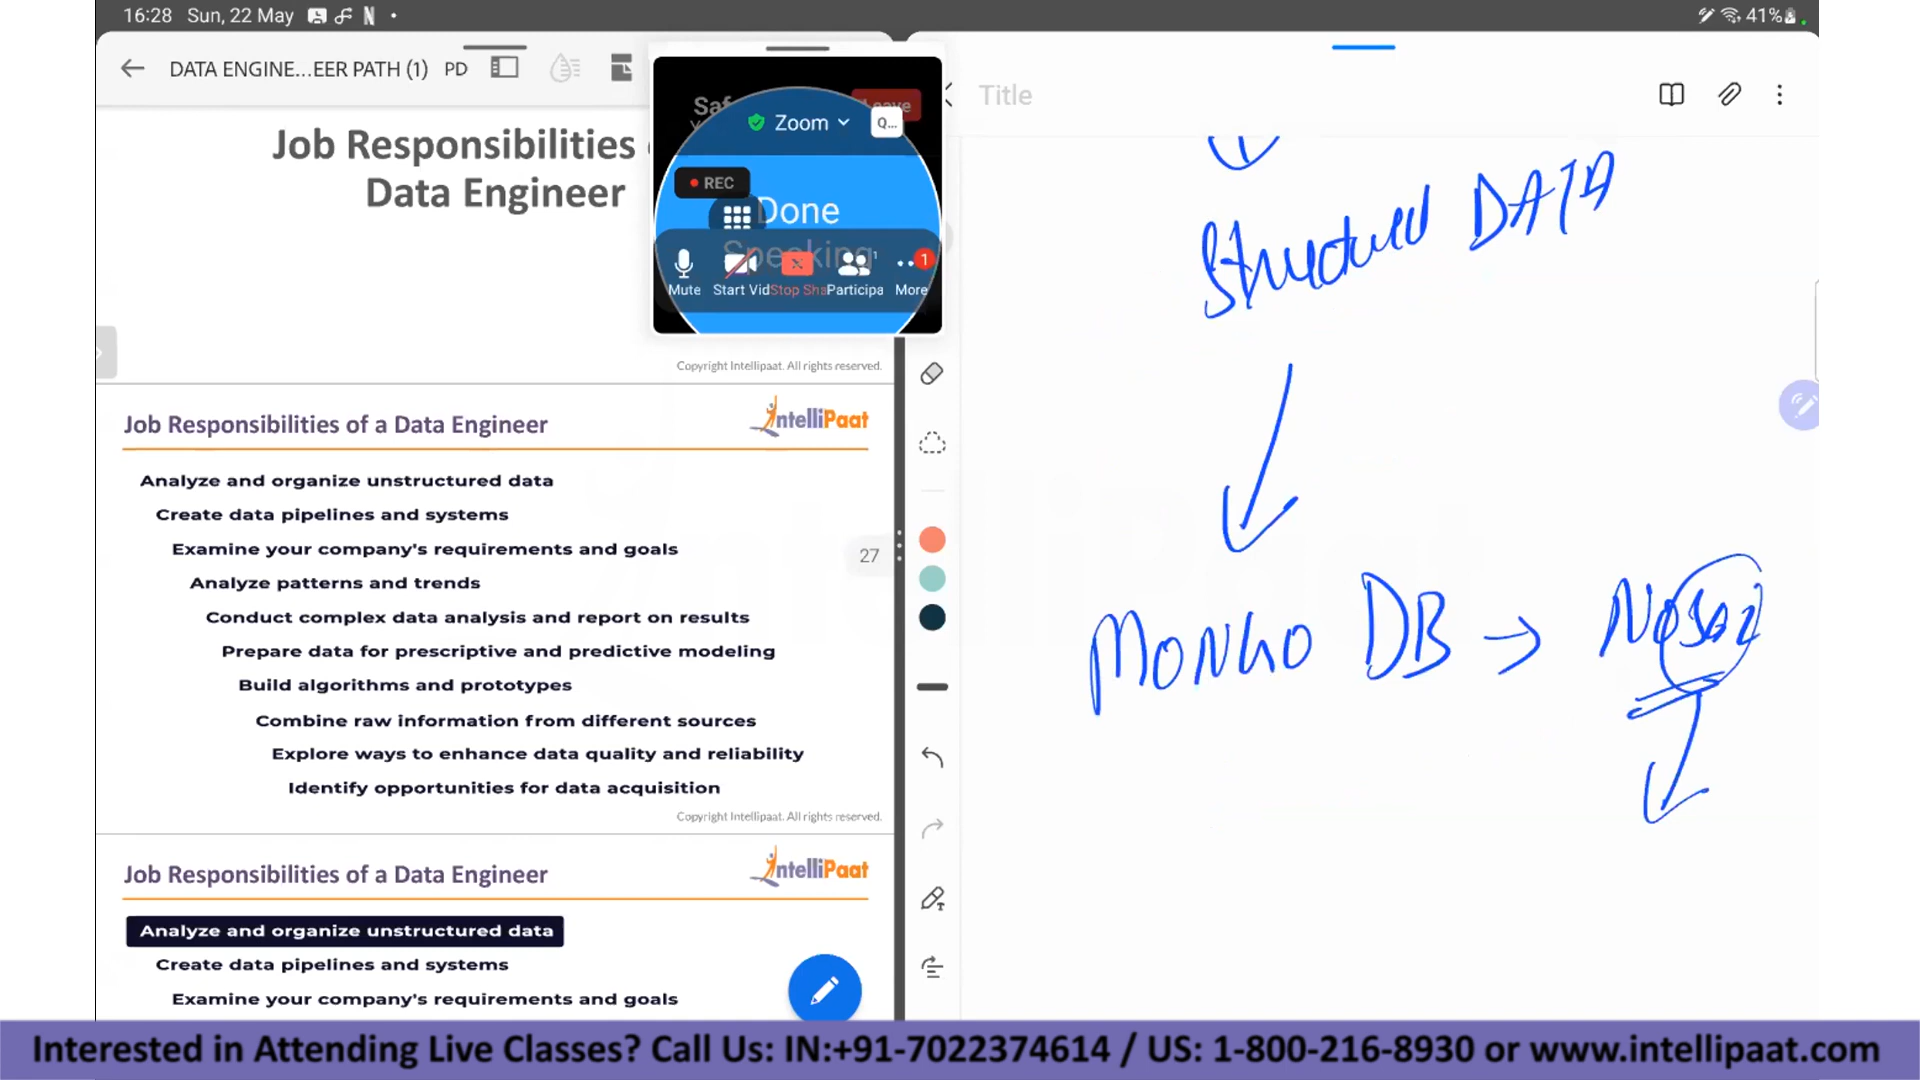 16:28 Sun, 22 May
41%
DATA ENGINE...EER PATH (1) PD
Job Responsibilities
Data Engineer
Copyright Intellipaat. All rights reserved.
Zoom
Q...
REC
Done
Speaking
Mute Start Vid Stop Sha Participa More
1
1
Job Responsibilities of a Data Engineer
IntelliPaat
Analyze and organize unstructured data
Create data pipelines and systems
Examine your company's requirements and goals
Analyze patterns and trends
Conduct complex data analysis and report on results
Prepare data for prescriptive and predictive modeling
Build algorithms and prototypes
Combine raw information from different sources
Explore ways to enhance data quality and reliability
Identify opportunities for data acquisition
Copyright Intellipaat. All rights reserved.
27
Job Responsibilities of a Data Engineer
IntelliPaat
Analyze and organize unstructured data
Create data pipelines and systems
Examine your company's requirements and goals
Title
Structured DATA
MONGO DB → NoSQL
Interested in Attending Live Classes? Call Us: IN:+91-7022374614 / US: 1-800-216-8930 or www.intellipaat.com